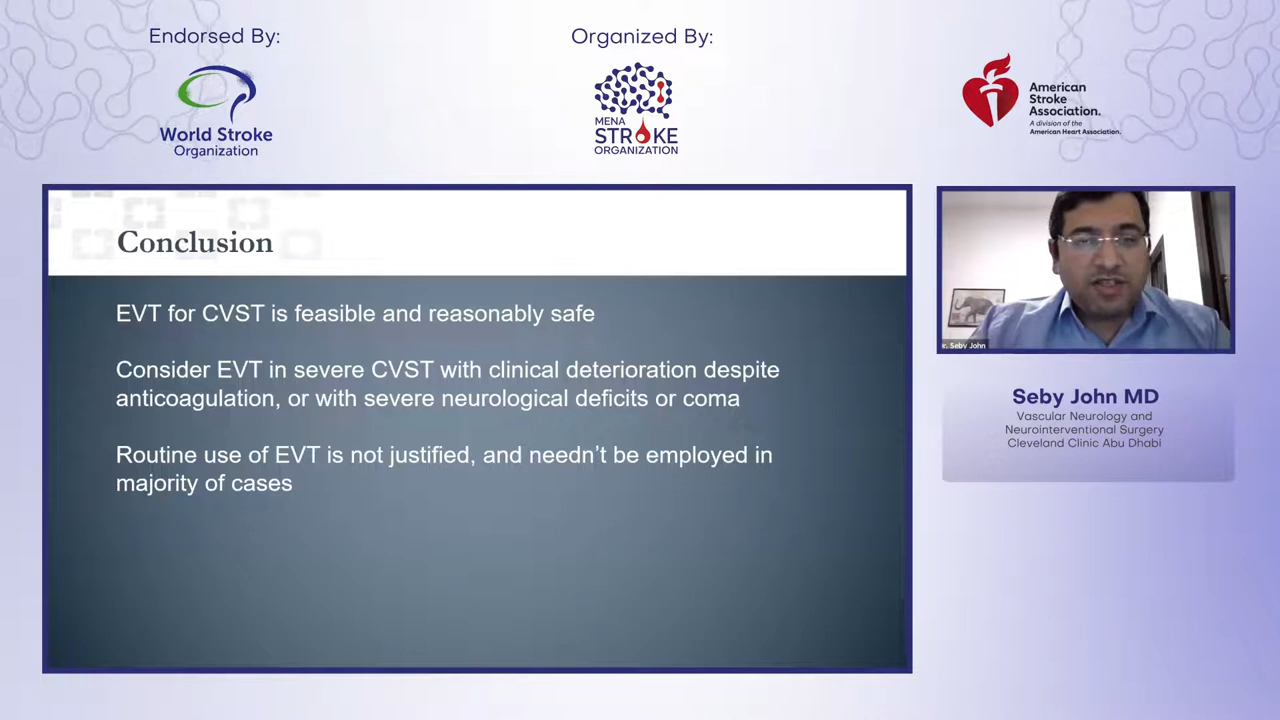 Endorsed By:
World Stroke
Organization
Organized By:
MENA
STROKE
ORGANIZATION
American
Stroke
Association.
A division of the
American Heart Association.
Conclusion
EVT for CVST is feasible and reasonably safe
Consider EVT in severe CVST with clinical deterioration despite
anticoagulation, or with severe neurological deficits or coma
Routine use of EVT is not justified, and needn’t be employed in
majority of cases
r. Seby John
Seby John MD
Vascular Neurology and
Neurointerventional Surgery
Cleveland Clinic Abu Dhabi